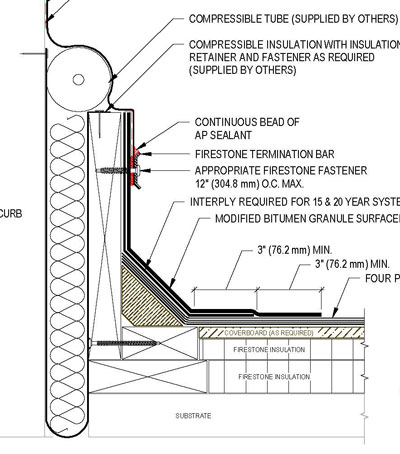 COMPRESSIBLE TUBE (SUPPLIED BY OTHERS)
COMPRESSIBLE INSULATION WITH INSULATION
RETAINER AND FASTENER AS REQUIRED
(SUPPLIED BY OTHERS)
CONTINUOUS BEAD OF
AP SEALANT
FIRESTONE TERMINATION BAR
APPROPRIATE FIRESTONE FASTENER
12" (304.8 mm) O.C. MAX.
INTERPLY REQUIRED FOR 15 & 20 YEAR SYSTE
CURB
MODIFIED BITUMEN GRANULE SURFACE
3" (76.2 mm) MIN.
3" (76.2 mm) MIN.
FOUR P
COVERBOARD (AS REQUIRED)
FIRESTONE INSULATION
FIRESTONE INSULATION
SUBSTRATE